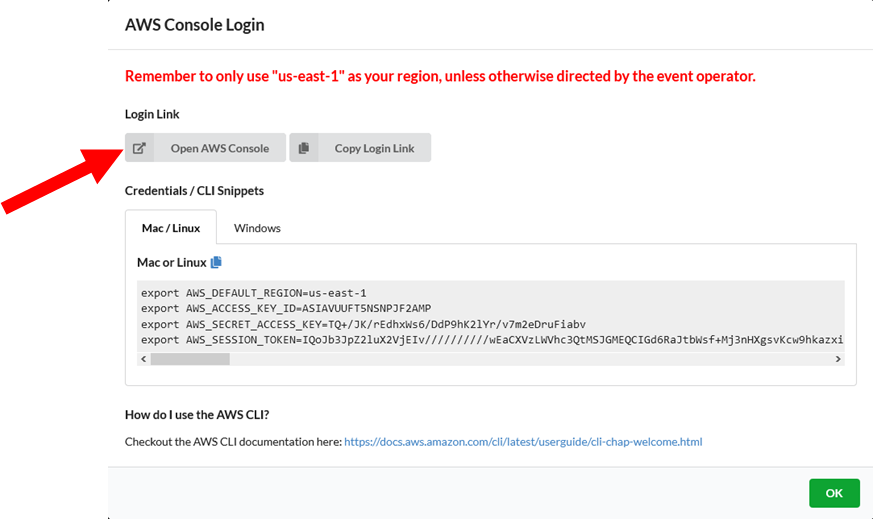 AWS Console Login
Remember to only use "us-east-1" as your region, unless otherwise directed by the event operator.
Login Link
Open AWS Console
Copy Login Link
Credentials / CLI Snippets
Mac / Linux
Windows
Mac or Linux
export AWS_DEFAULT_REGION=us-east-1
export AWS_ACCESS_KEY_ID=ASIAVUUFT5NSNPJF2AMP
export AWS_SECRET_ACCESS_KEY=TQ+/JK/rEdhxWs6/DdP9hK2lYr/v7m2eDruFiabv
export AWS_SESSION_TOKEN=IQoJb3JpZ2luX2VjEIv//////////wEaCXVzLWVhc3QtMSJGMEQCIGd6RaJtbWsf+Mj3nHXgsvKcw9hkazxi
How do I use the AWS CLI?
Checkout the AWS CLI documentation here: https://docs.aws.amazon.com/cli/latest/userguide/cli-chap-welcome.html
OK